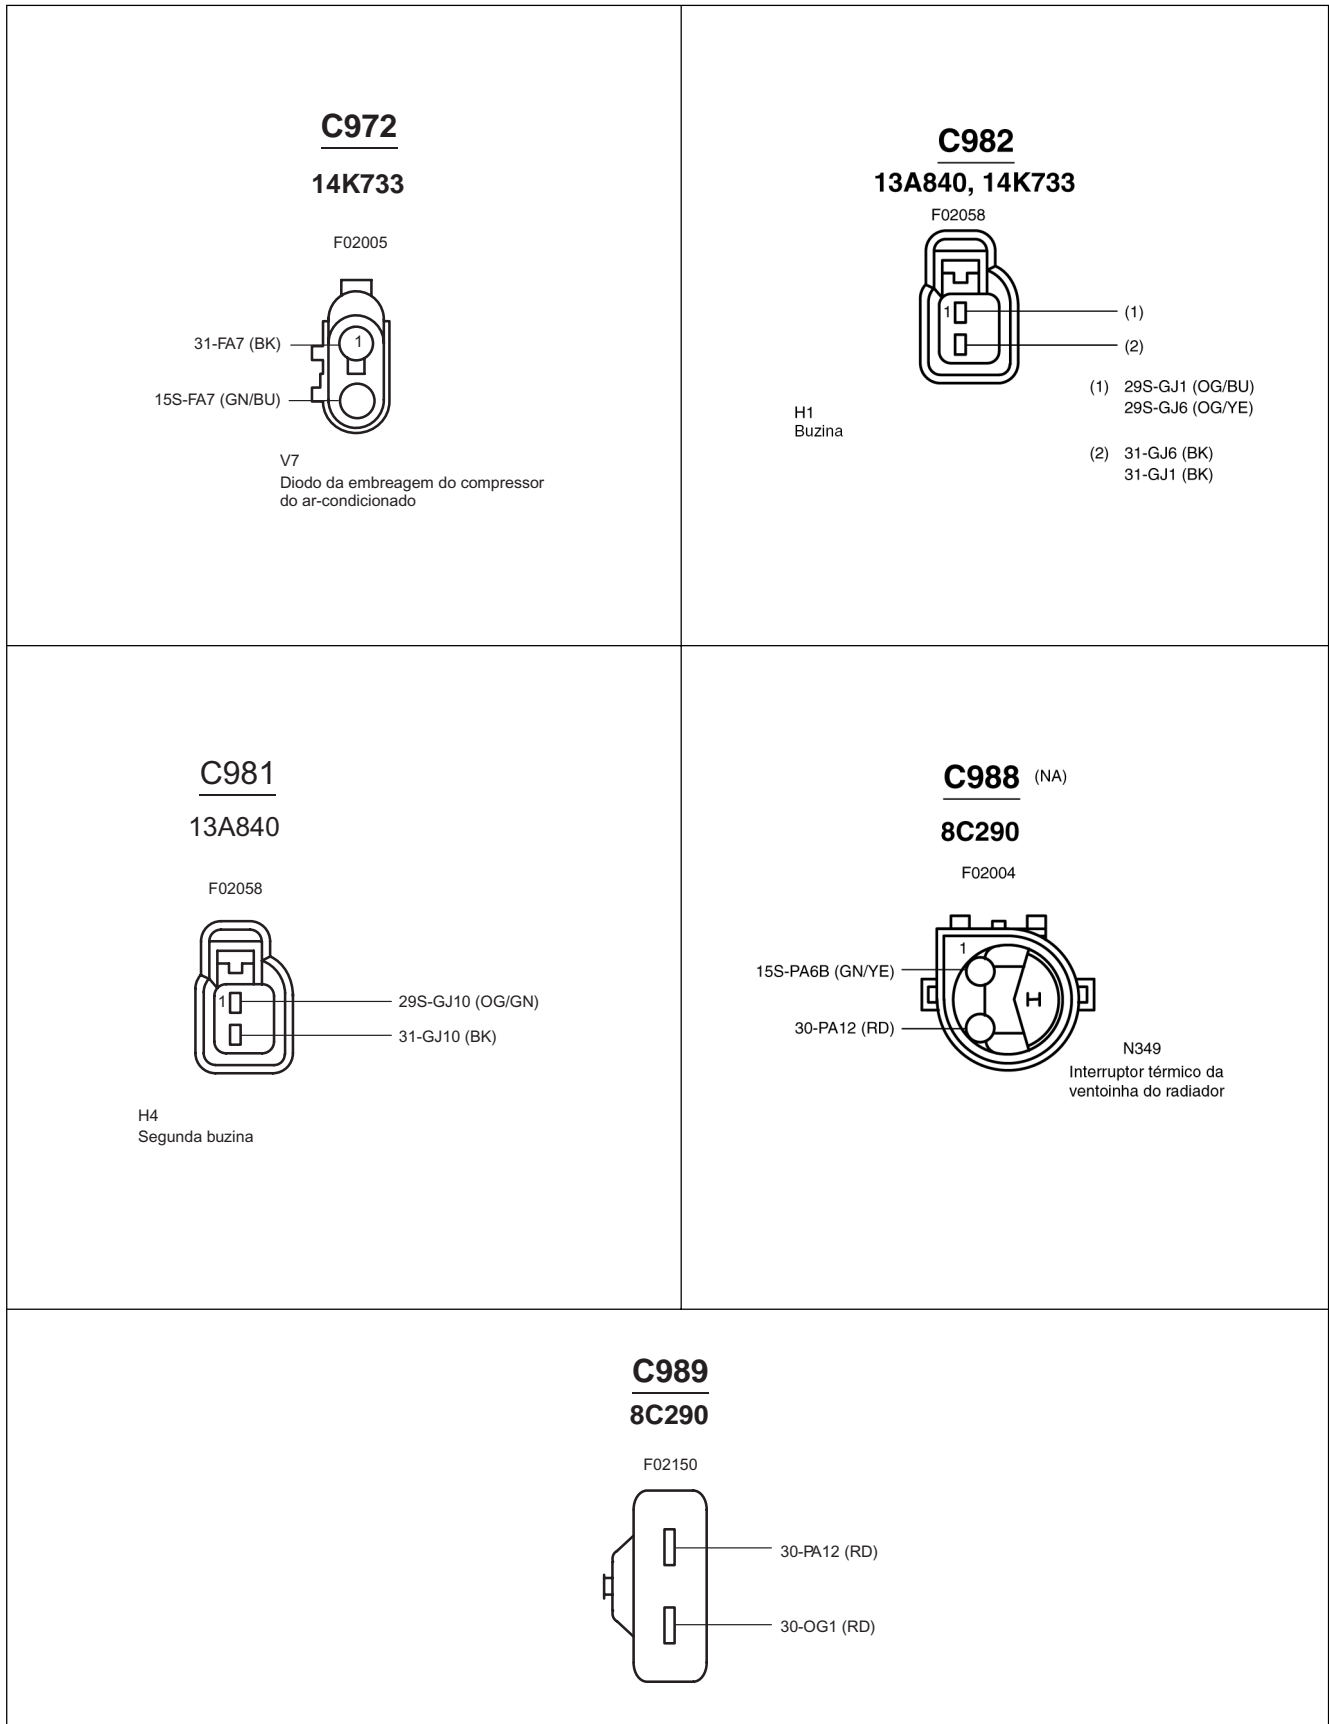 C972
14K733
F02005
1
31-FA7 (BK)
15S-FA7 (GN/BU)
V7
Diodo da embreagem do compressor
do ar-condicionado
C982
13A840, 14K733
F02058
1
(1)
(2)
(1) 29S-GJ1 (OG/BU)
29S-GJ6 (OG/YE)
H1
Buzina
(2) 31-GJ6 (BK)
31-GJ1 (BK)
C981
13A840
F02058
1
29S-GJ10 (OG/GN)
31-GJ10 (BK)
H4
Segunda buzina
C988 (NA)
8C290
F02004
1
15S-PA6B (GN/YE)
H
30-PA12 (RD)
N349
Interruptor térmico da
ventoinha do radiador
C989
8C290
F02150
30-PA12 (RD)
30-OG1 (RD)